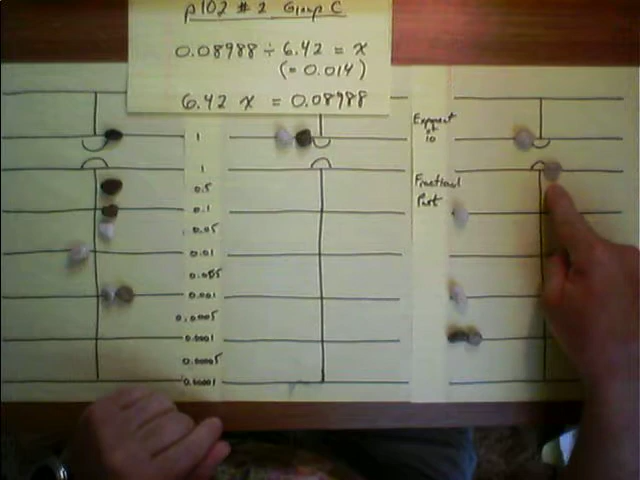 p102 # 2 Group C
0.08988 ÷ 6.42 = x
(= 0.014)
6.42 x = 0.08988
1
1
0.5
0.1
0.05
0.01
0.005
0.001
0.0005
0.0001
0.00005
0.00001
Exponent
of
10
Fractional
Part